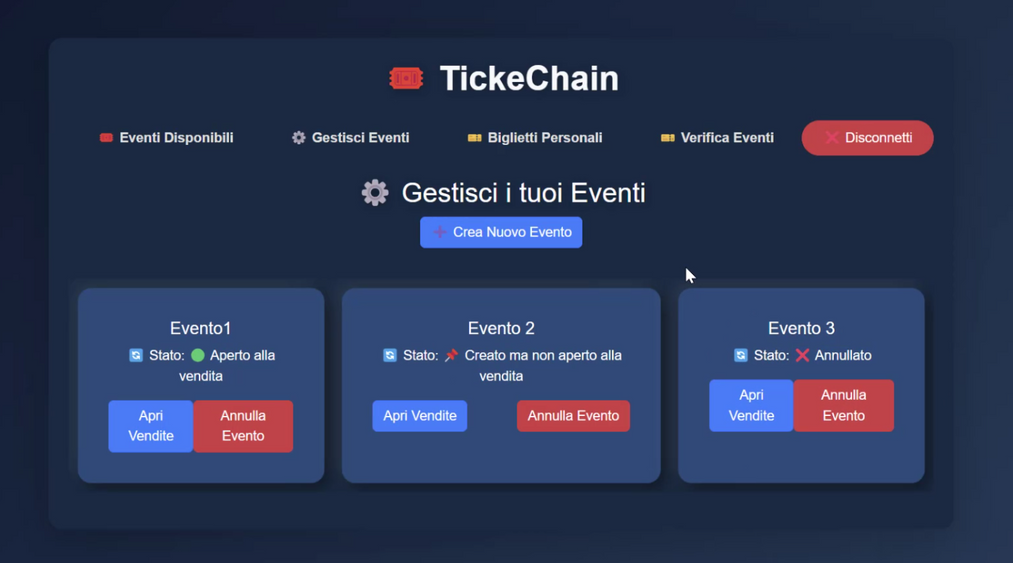 TickeChain
Eventi Disponibili
Gestisci Eventi
Biglietti Personali
Verifica Eventi
Disconnetti
Gestisci i tuoi Eventi
Crea Nuovo Evento
Evento1
Stato: Aperto alla
vendita
Apri
Vendite
Annulla
Evento
Evento 2
Stato: Creato ma non aperto alla
vendita
Apri Vendite
Annulla Evento
Evento 3
Stato: Annullato
Apri
Vendite
Annulla
Evento